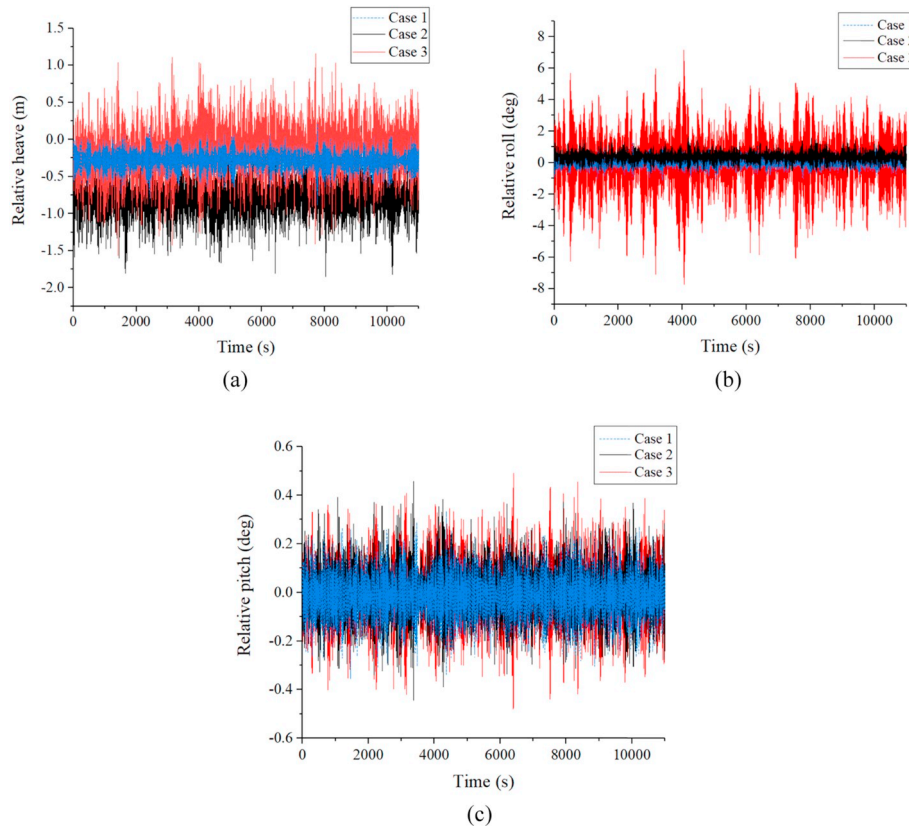 Case 1
Case 2
Case 3
1.5
1.0
0.5
0.0
-0.5
-1.0
-1.5
-2.0
Relative heave (m)
0 2000 4000 6000 8000 10000
Time (s)
(a)
Case
Case
Case
8
6
4
2
0
-2
-4
-6
-8
Relative roll (deg)
0 2000 4000 6000 8000 10000
Time (s)
(b)
Case 1
Case 2
Case 3
0.6
0.4
0.2
0.0
-0.2
-0.4
-0.6
Relative pitch (deg)
0 2000 4000 6000 8000 10000
Time (s)
(c)